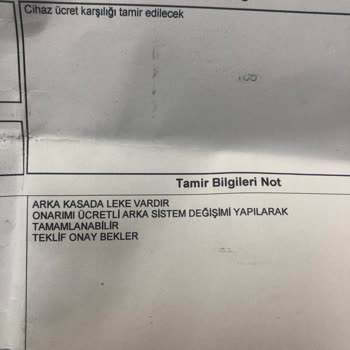 Cihaz ücret karşılığı tamir edilecek
Tamir Bilgileri Not
ARKA KASADA LEKE VARDIR
ONARIMI ÜCRETLİ ARKA SİSTEM DEĞİŞİMİ YAPILARAK
TAMAMLANABİLİR
TEKLİF ONAY BEKLER